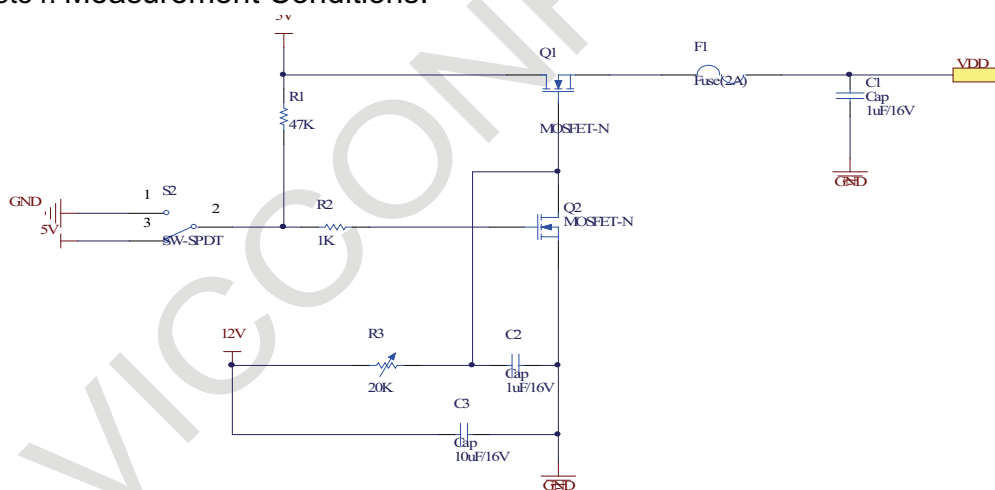 Measurement Conditions:
5V
Q1
F1
VDD
Fuse(2A)
C1
Cap
1uF/16V
R1
47K
MOSFET-N
GND
S2
1
GND
2
3
5V
SW-SPDT
R2
1K
Q2
MOSFET-N
12V
R3
20K
C2
Cap
1uF/16V
C3
Cap
10uF/16V
GND
VICCON